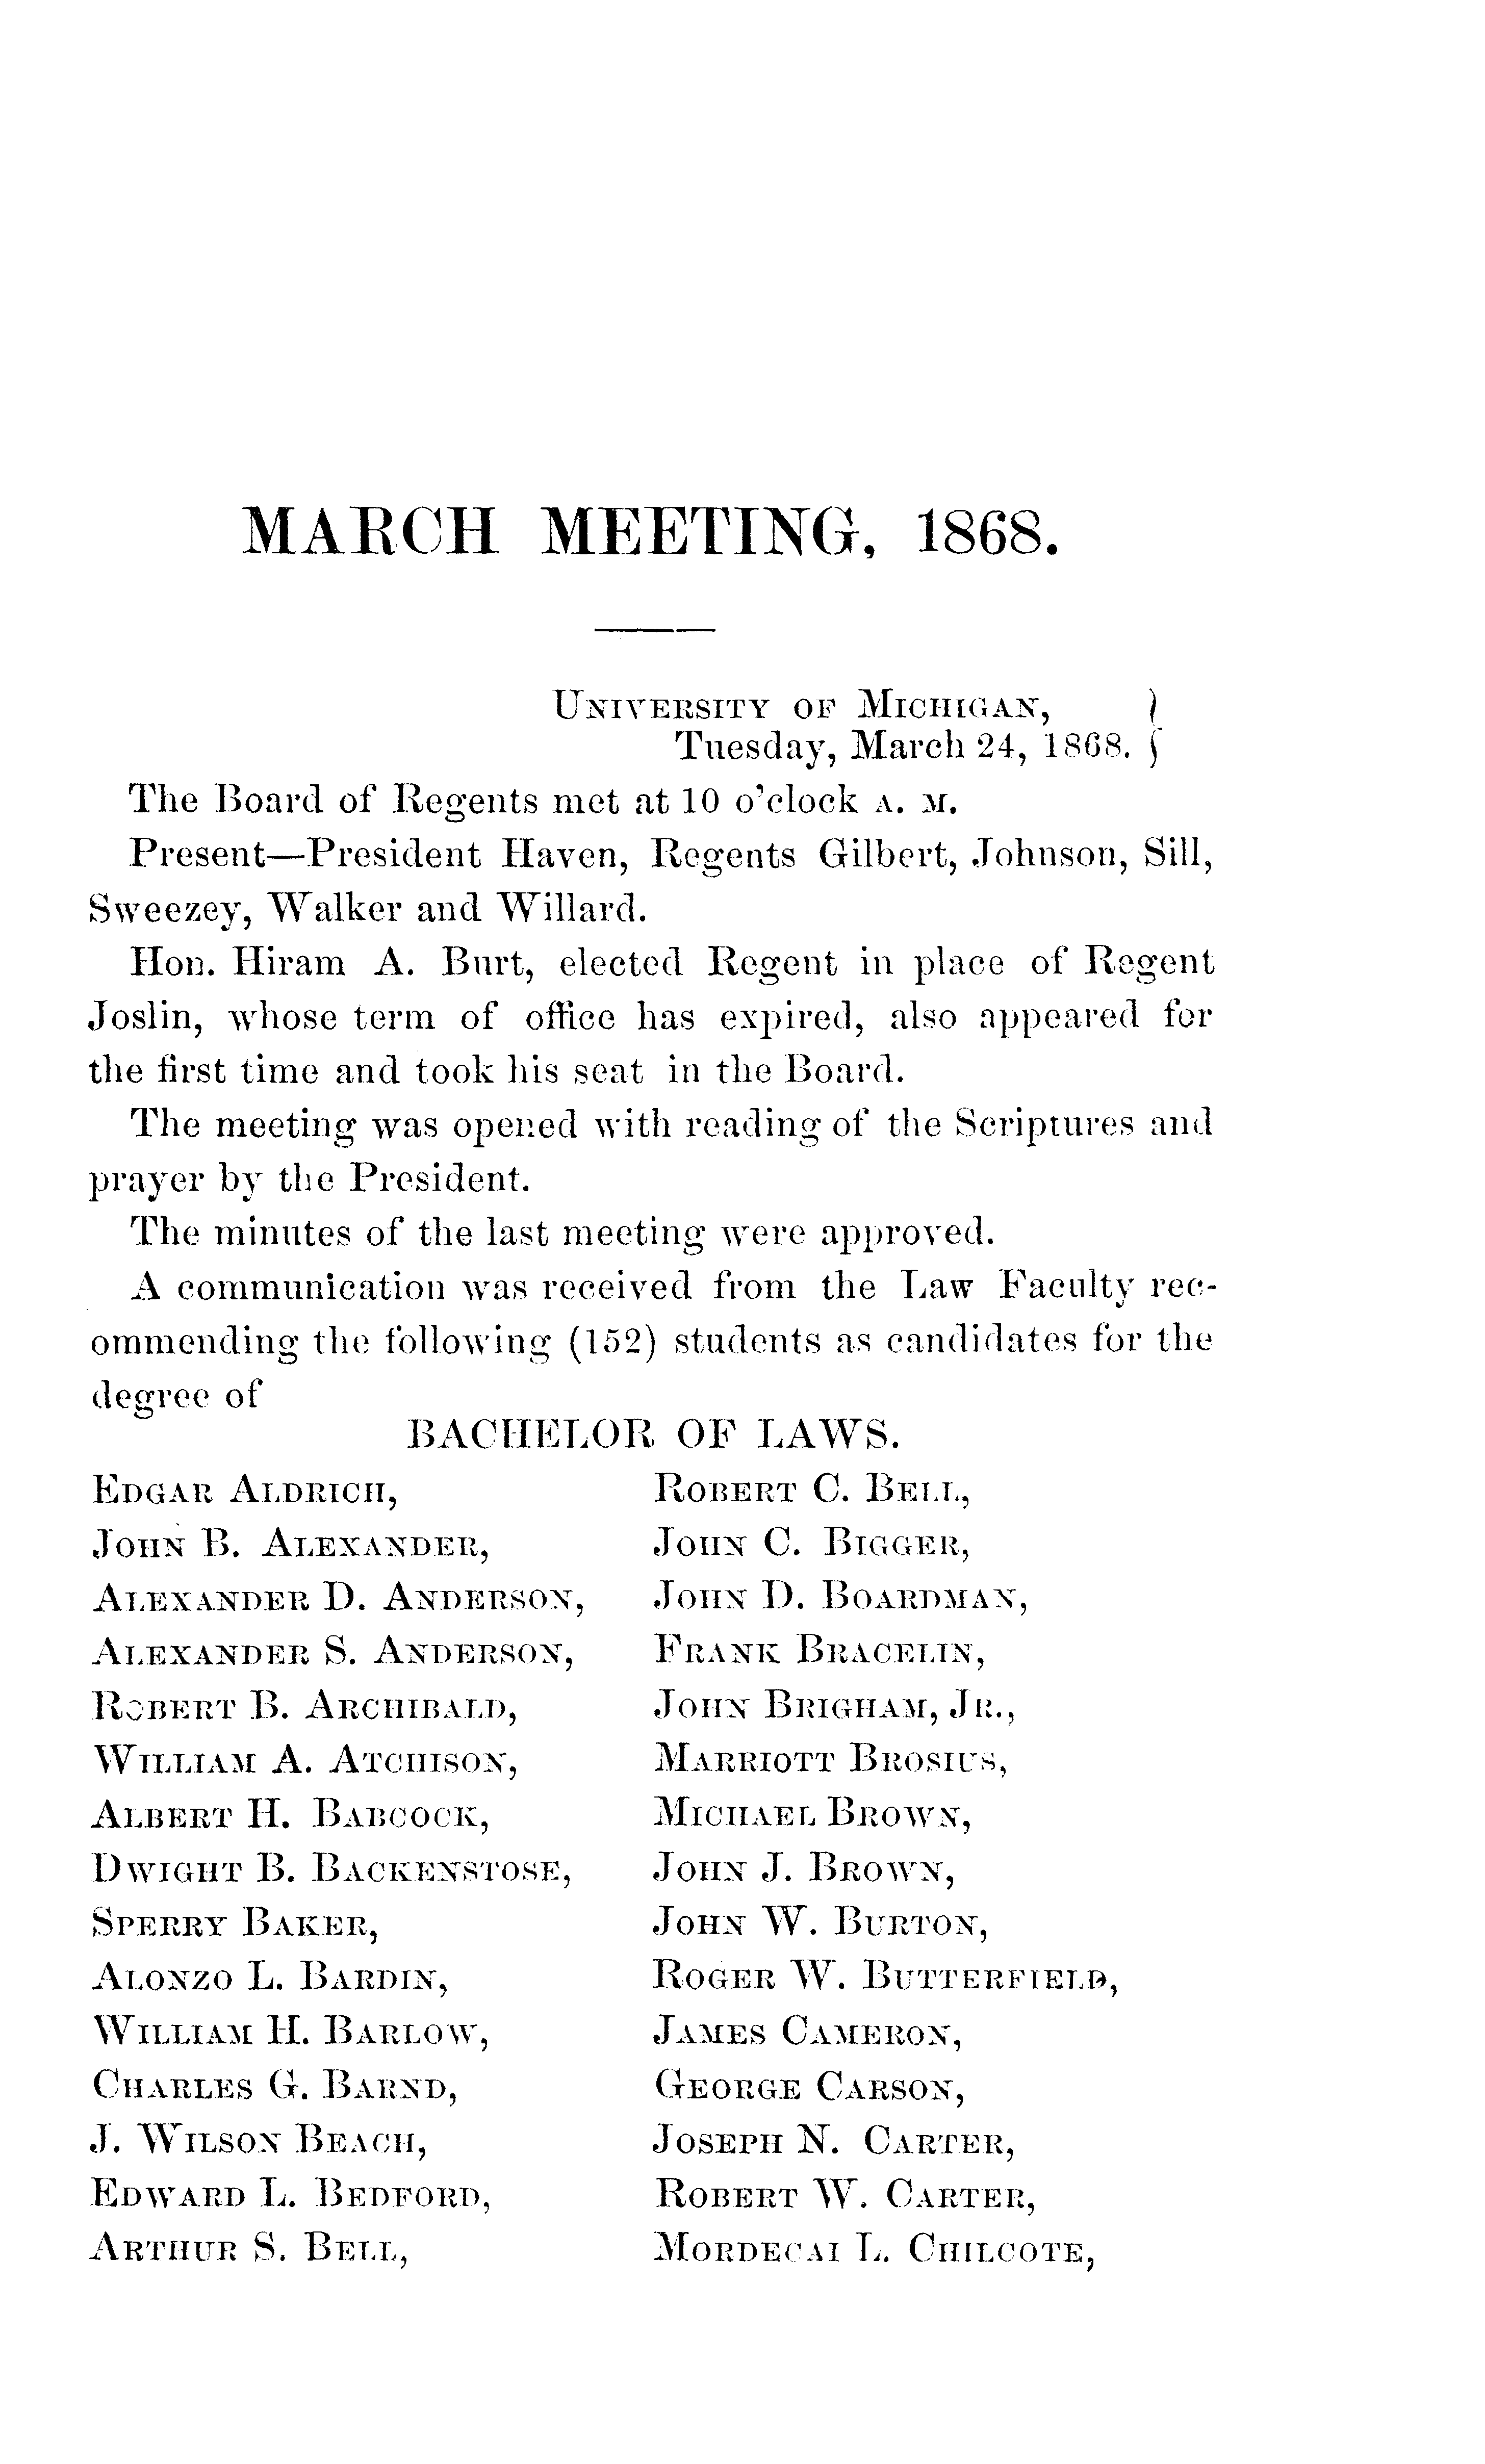 MARCH MEETING, 1868.
UNIVERSITY OF MICHIGAN,
Tuesday, March 24, 1868.
The Board of Regents met at 10 o'clock A. M.
Present—President Haven, Regents Gilbert, Johnson, Sill,
Sweezey, Walker and Willard.
Hon. Hiram A. Burt, elected Regent in place of Regent
Joslin, whose term of office has expired, also appeared for
the first time and took his seat in the Board.
The meeting was opened with reading of the Scriptures and
prayer by the President.
The minutes of the last meeting were approved.
A communication was received from the Law Faculty rec-
ommending the following (152) students as candidates for the
degree of
BACHELOR OF LAWS.
EDGAR ALDRICH,
JOHN B. ALEXANDER,
ALEXANDER D. ANDERSON,
ALEXANDER S. ANDERSON,
ROBERT B. ARCHIBALD,
WILLIAM A. ATCHISON,
ALBERT H. BABCOCK,
DWIGHT B. BACKENSTOSE,
SPERRY BAKER,
ALONZO L. BARDIN,
WILLIAM H. BARLOW,
CHARLES G. BARND,
J. WILSON BEACH,
EDWARD L. BEDFORD,
ARTHUR S. BELL,
ROBERT C. BELL,
JOHN C. BIGGER,
JOHN D. BOARDMAN,
FRANK BRACELIN,
JOHN BRIGHAM, JR.,
MARRIOTT BROSIUS,
MICHAEL BROWN,
JOHN J. BROWN,
JOHN W. BURTON,
ROGER W. BUTTERFIELD,
JAMES CAMERON,
GEORGE CARSON,
JOSEPH N. CARTER,
ROBERT W. CARTER,
MORDECAI L. CHILCOTE,